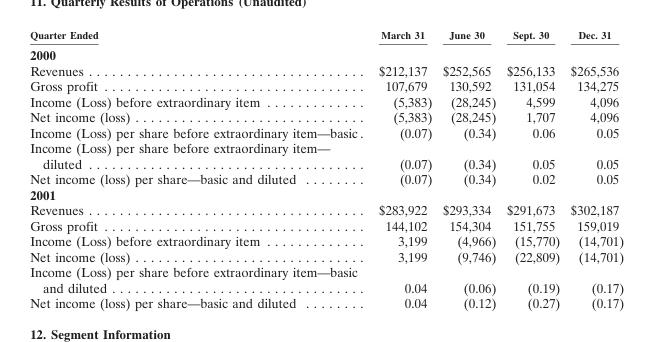 11. Quarterly Results of Operations (Unaudited)
Quarter Ended March 31 June 30 Sept. 30 Dec. 31
2000
Revenues . . . . . . . . . . . . . . . . . . . . . . . . . . . . . . . . . . . . $212,137 $252,565 $256,133 $265,536
Gross profit . . . . . . . . . . . . . . . . . . . . . . . . . . . . . . . . . . 107,679 130,592 131,054 134,275
Income (Loss) before extraordinary item . . . . . . . . . . . . (5,383) (28,245) 4,599 4,096
Net income (loss) . . . . . . . . . . . . . . . . . . . . . . . . . . . . . (5,383) (28,245) 1,707 4,096
Income (Loss) per share before extraordinary item—basic . (0.07) (0.34) 0.06 0.05
Income (Loss) per share before extraordinary item—
diluted . . . . . . . . . . . . . . . . . . . . . . . . . . . . . . . . . . . (0.07) (0.34) 0.05 0.05
Net income (loss) per share—basic and diluted . . . . . . . . (0.07) (0.34) 0.02 0.05
2001
Revenues . . . . . . . . . . . . . . . . . . . . . . . . . . . . . . . . . . . . $283,922 $293,334 $291,673 $302,187
Gross profit . . . . . . . . . . . . . . . . . . . . . . . . . . . . . . . . . . 144,102 154,304 151,755 159,019
Income (Loss) before extraordinary item . . . . . . . . . . . . 3,199 (4,966) (15,770) (14,701)
Net income (loss) . . . . . . . . . . . . . . . . . . . . . . . . . . . . . 3,199 (9,746) (22,809) (14,701)
Income (Loss) per share before extraordinary item—basic
and diluted . . . . . . . . . . . . . . . . . . . . . . . . . . . . . . . . 0.04 (0.06) (0.19) (0.17)
Net income (loss) per share—basic and diluted . . . . . . . . 0.04 (0.12) (0.27) (0.17)
12. Segment Information